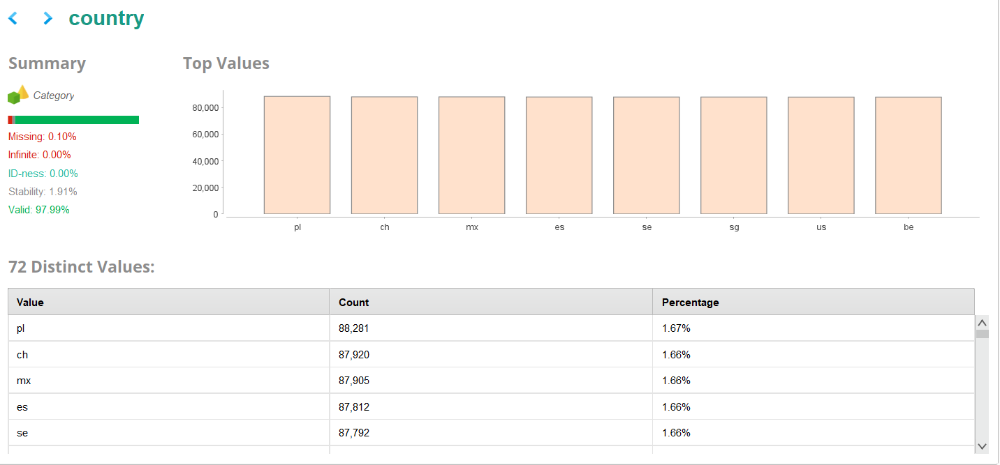 country
Summary
Category
Missing: 0.10%
Infinite: 0.00%
ID-ness: 0.00%
Stability: 1.91%
Valid: 97.99%
Top Values
80,000
60,000
40,000
20,000
0
pl ch mx es se sg us be
72 Distinct Values:
Value Count Percentage
pl 88,281 1.67%
ch 87,920 1.66%
mx 87,905 1.66%
es 87,812 1.66%
se 87,792 1.66%